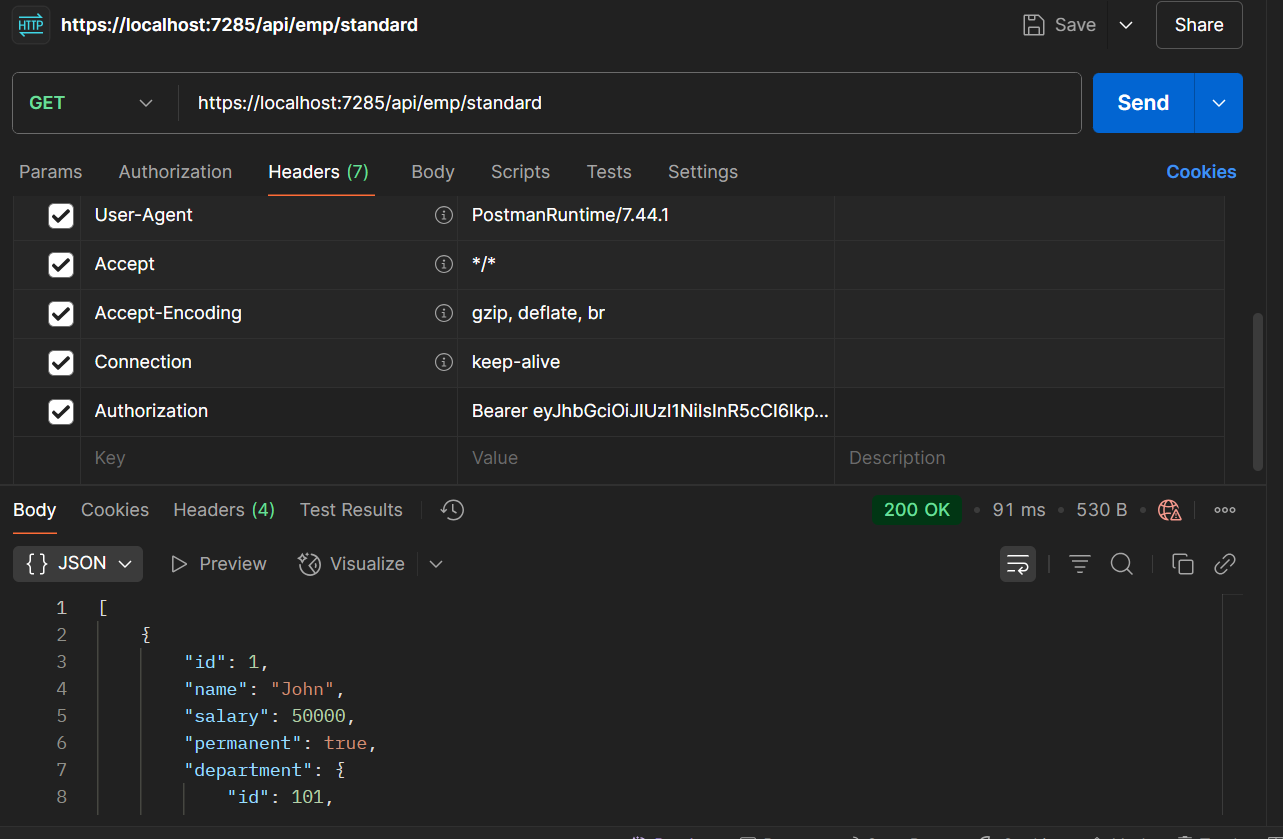 HTTP https://localhost:7285/api/emp/standard Save Share
GET https://localhost:7285/api/emp/standard Send
Params Authorization Headers (7) Body Scripts Tests Settings Cookies
User-Agent PostmanRuntime/7.44.1
Accept */*
Accept-Encoding gzip, deflate, br
Connection keep-alive
Authorization Bearer eyJhbGciOiJIUzI1NiIsInR5cCI6Ikp...
Key Value Description
Body Cookies Headers (4) Test Results 200 OK • 91 ms • 530 B •
{} JSON Preview Visualize
1 [
2 {
3 "id": 1,
4 "name": "John",
5 "salary": 50000,
6 "permanent": true,
7 "department": {
8 "id": 101,